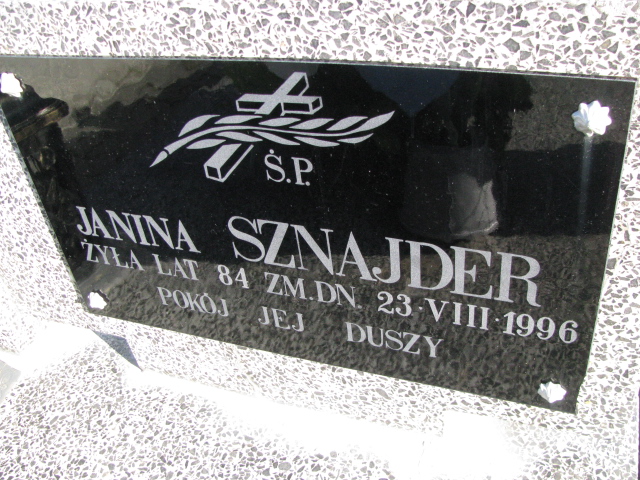 Ś.P.
JANINA SZNAJDER
ŻYŁA LAT 84 ZM.DN. 23·VIII·1996
POKÓJ JEJ DUSZY